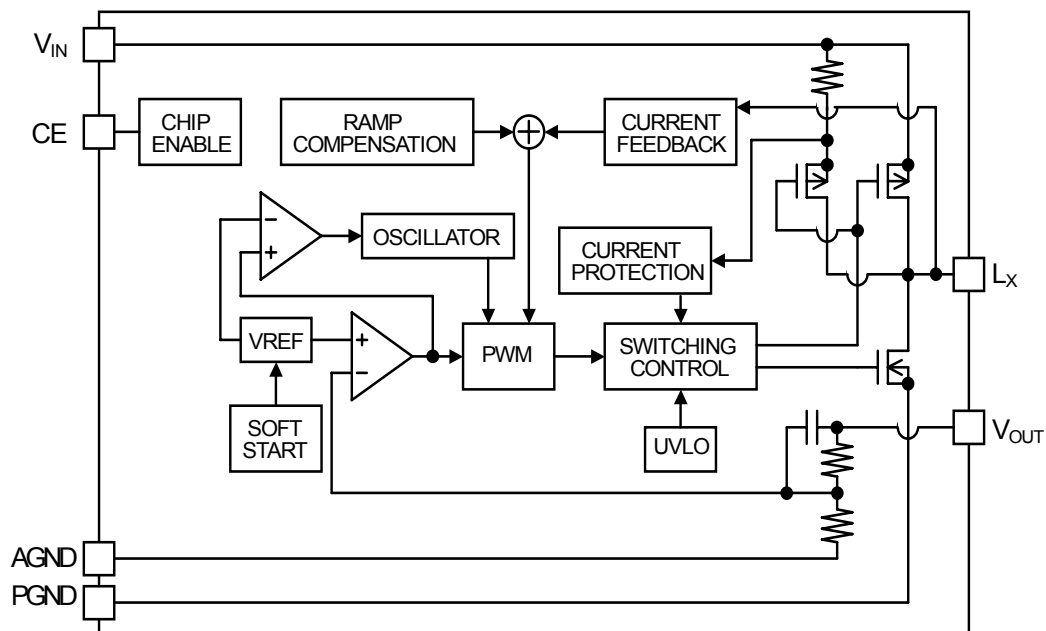 VIN
CE
CHIP
ENABLE
RAMP
COMPENSATION
+
CURRENT
FEEDBACK
−
+
OSCILLATOR
CURRENT
PROTECTION
LX
VREF
+
−
PWM
SWITCHING
CONTROL
SOFT
START
UVLO
VOUT
AGND
PGND